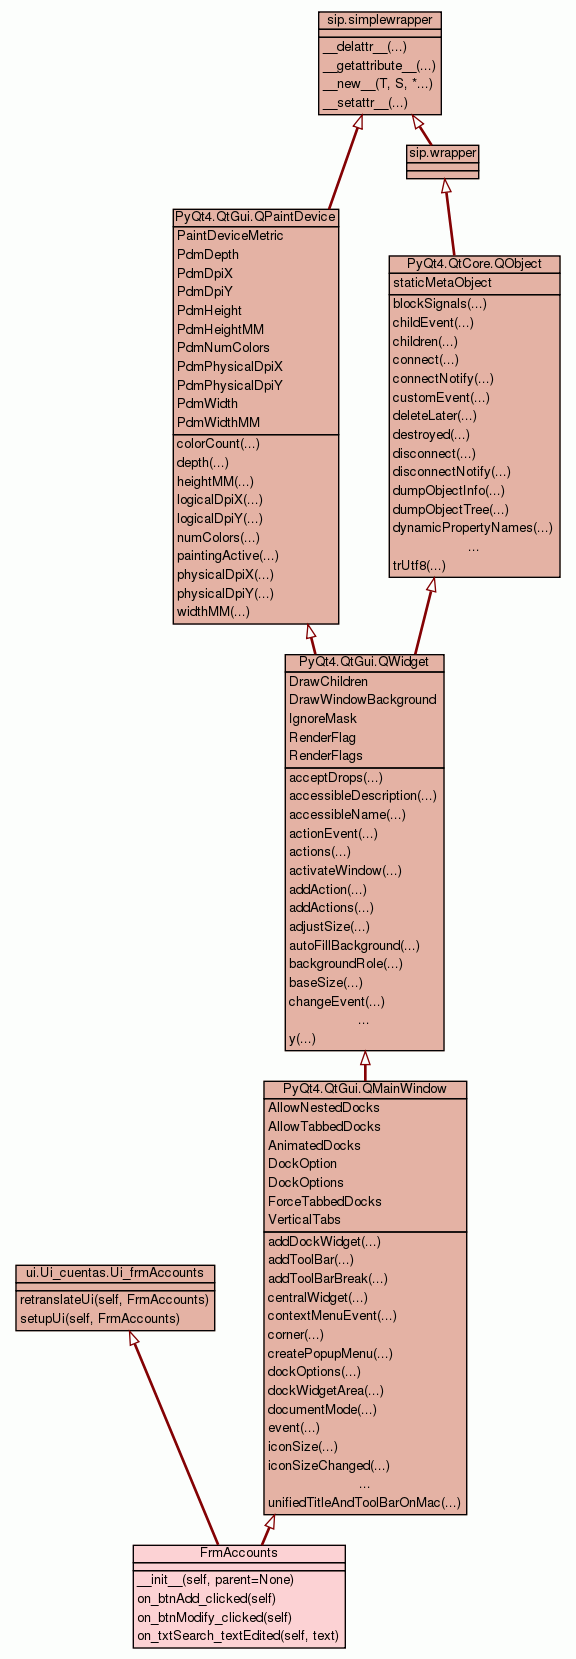 sip.simplewrapper
__delattr__(...)
__getattribute__(...)
__new__(T, S, *...)
__setattr__(...)
sip.wrapper
PyQt4.QtGui.QPaintDevice
PaintDeviceMetric
PdmDepth
PdmDpiX
PdmDpiY
PdmHeight
PdmHeightMM
PdmNumColors
PdmPhysicalDpiX
PdmPhysicalDpiY
PdmWidth
PdmWidthMM
colorCount(...)
depth(...)
heightMM(...)
logicalDpiX(...)
logicalDpiY(...)
numColors(...)
paintingActive(...)
physicalDpiX(...)
physicalDpiY(...)
widthMM(...)
PyQt4.QtCore.QObject
staticMetaObject
blockSignals(...)
childEvent(...)
children(...)
connect(...)
connectNotify(...)
customEvent(...)
deleteLater(...)
destroyed(...)
disconnect(...)
disconnectNotify(...)
dumpObjectInfo(...)
dumpObjectTree(...)
dynamicPropertyNames(...)
...
trUtf8(...)
PyQt4.QtGui.QWidget
DrawChildren
DrawWindowBackground
IgnoreMask
RenderFlag
RenderFlags
acceptDrops(...)
accessibleDescription(...)
accessibleName(...)
actionEvent(...)
actions(...)
activateWindow(...)
addAction(...)
addActions(...)
adjustSize(...)
autoFillBackground(...)
backgroundRole(...)
baseSize(...)
changeEvent(...)
...
y(...)
PyQt4.QtGui.QMainWindow
AllowNestedDocks
AllowTabbedDocks
AnimatedDocks
DockOption
DockOptions
ForceTabbedDocks
VerticalTabs
addDockWidget(...)
addToolBar(...)
addToolBarBreak(...)
centralWidget(...)
contextMenuEvent(...)
corner(...)
createPopupMenu(...)
dockOptions(...)
dockWidgetArea(...)
documentMode(...)
event(...)
iconSize(...)
iconSizeChanged(...)
...
unifiedTitleAndToolBarOnMac(...)
ui.Ui_cuentas.Ui_frmAccounts
retranslateUi(self, FrmAccounts)
setupUi(self, FrmAccounts)
FrmAccounts
__init__(self, parent=None)
on_btnAdd_clicked(self)
on_btnModify_clicked(self)
on_txtSearch_textEdited(self, text)